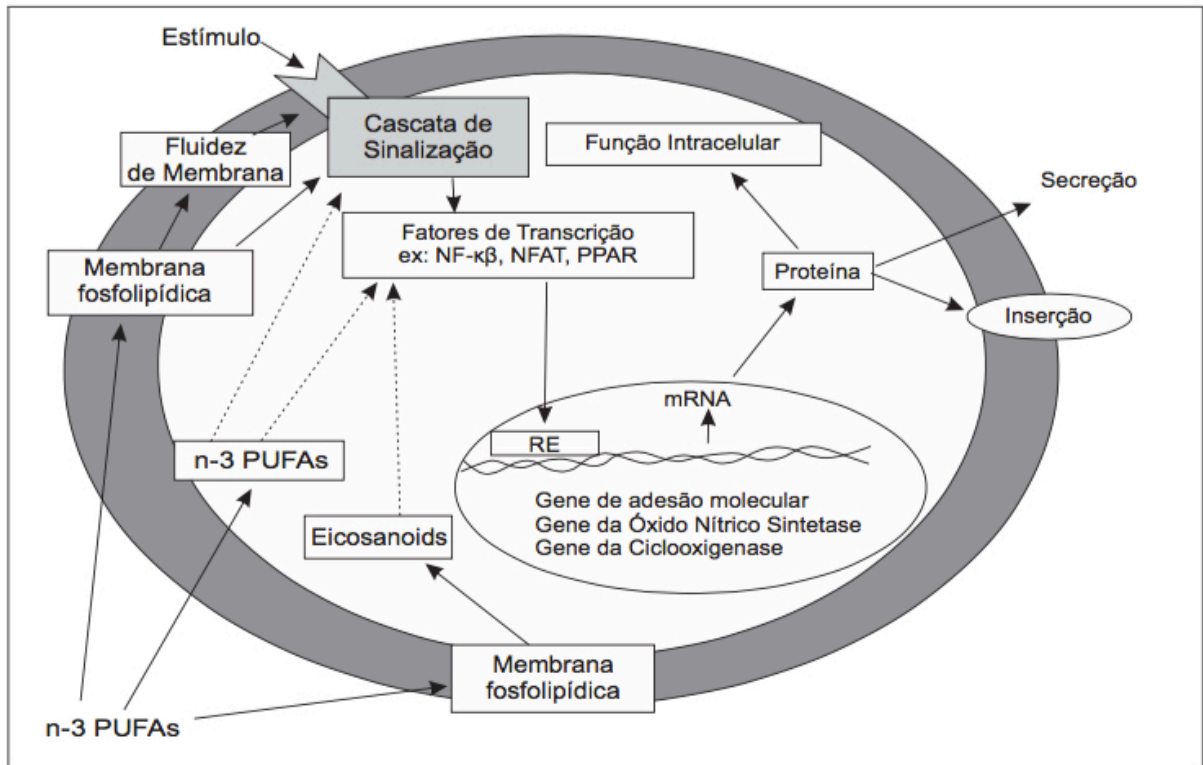 Estímulo
Cascata de
Sinalização
Fluidez
de Membrana
Função Intracelular
Secreção
Fatores de Transcrição
ex: NF-κβ, NFAT, PPAR
Membrana
fosfolipídica
Proteína
Inserção
mRNA
RE
n-3 PUFAs
Gene de adesão molecular
Gene da Óxido Nítrico Sintetase
Gene da Ciclooxigenase
Eicosanoids
Membrana
fosfolipídica
n-3 PUFAs